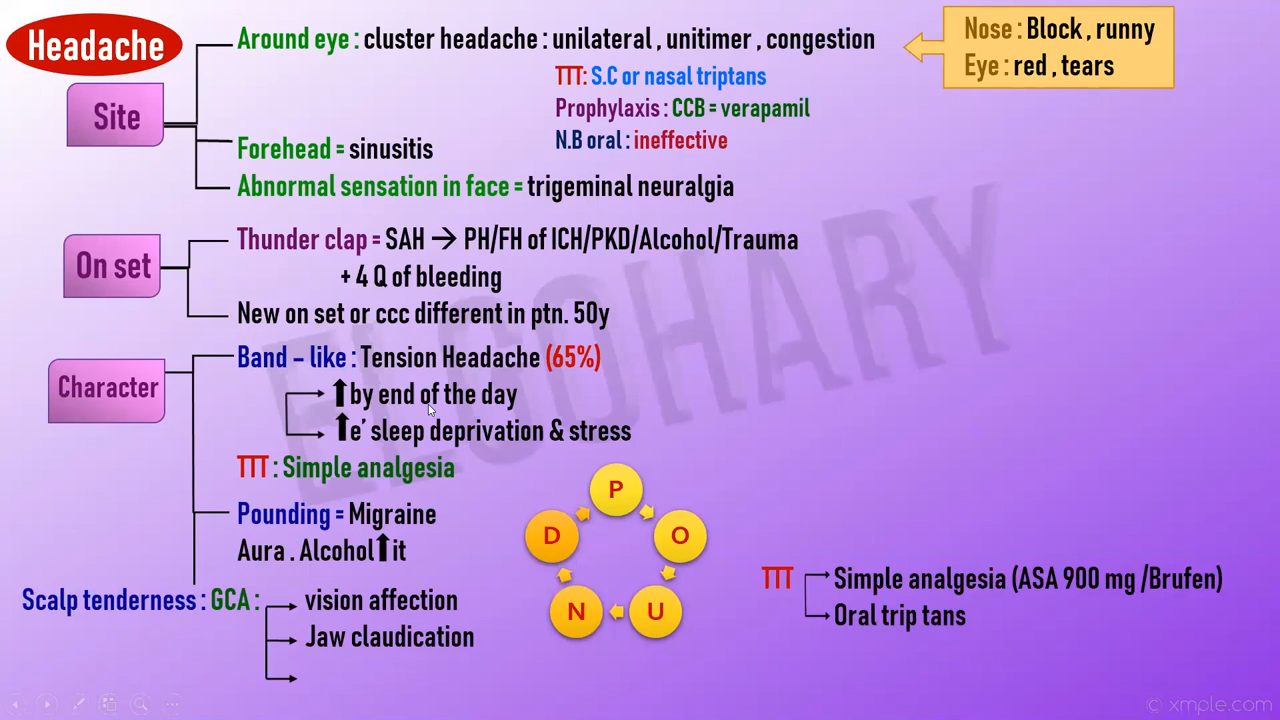 Headache
Site
Around eye : cluster headache : unilateral , unitimer , congestion
Nose : Block , runny
Eye : red , tears
TTT: S.C or nasal triptans
Prophylaxis : CCB = verapamil
N.B oral : ineffective
Forehead = sinusitis
Abnormal sensation in face = trigeminal neuralgia
On set
Thunder clap = SAH → PH/FH of ICH/PKD/Alcohol/Trauma
+ 4 Q of bleeding
New on set or ccc different in ptn. 50y
Character
Band – like : Tension Headache (65%)
⬆by end of the day
⬆e’ sleep deprivation & stress
TTT : Simple analgesia
Pounding = Migraine
Aura . Alcohol⬆it
P
O
U
N
D
TTT
Simple analgesia (ASA 900 mg /Brufen)
Oral trip tans
Scalp tenderness : GCA :
vision affection
Jaw claudication
ELGOHARY
© xmple.com